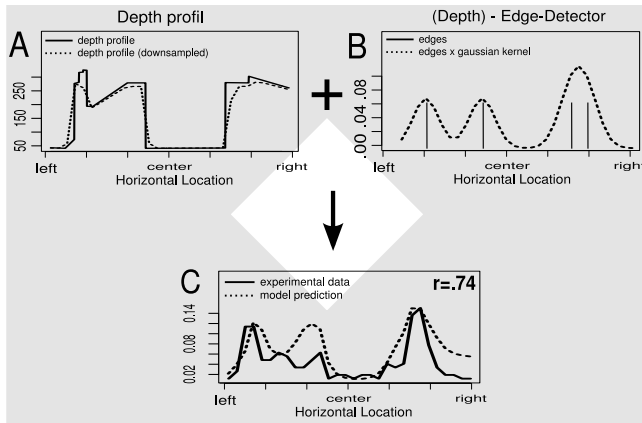 Depth profil
A
depth profile
depth profile (downsampled)
50 150 250
left center right
Horizontal Location
+
(Depth) - Edge-Detector
B
edges
edges x gaussian kernel
.00 .04 .08
left center right
Horizontal Location
C
experimental data
model prediction
r=.74
0.02 0.08 0.14
left center right
Horizontal Location